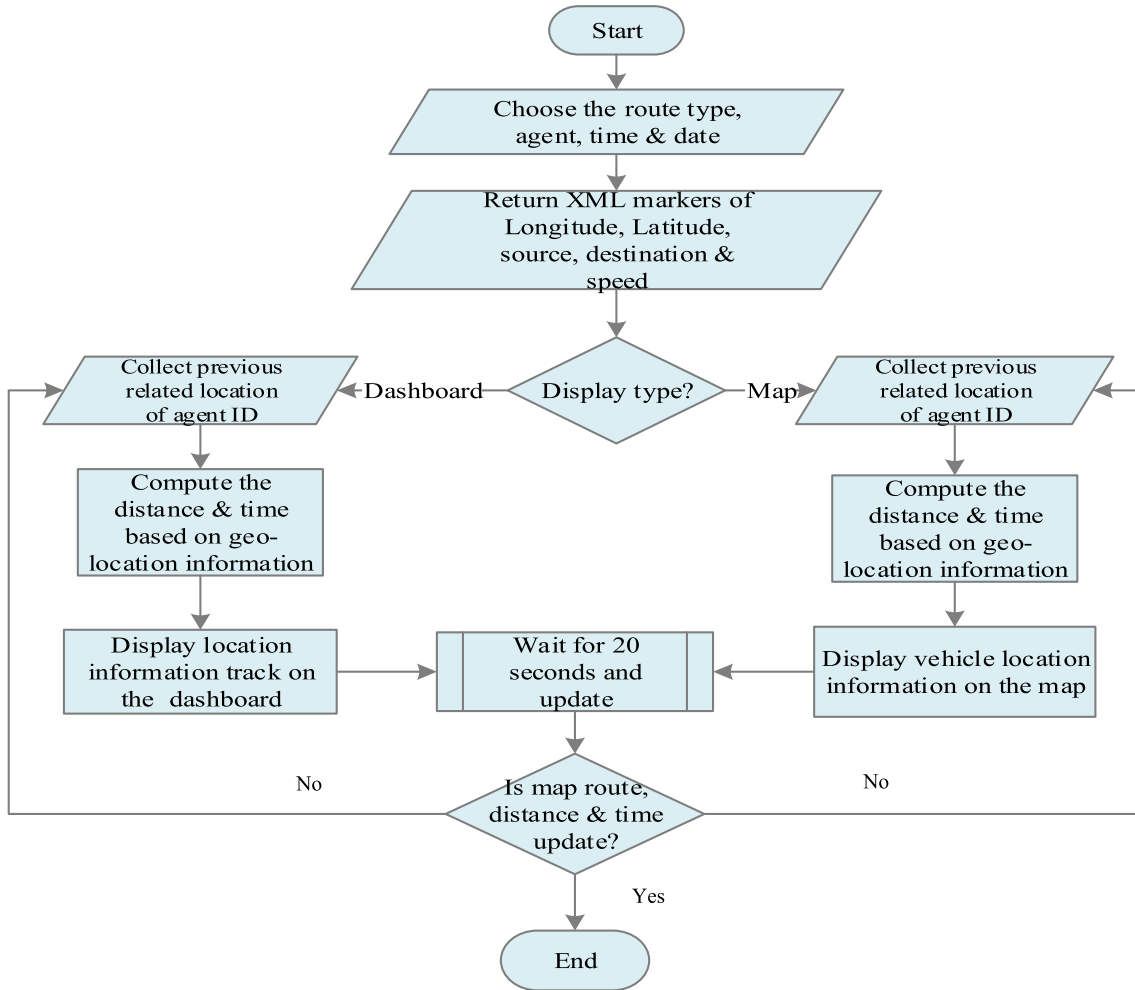 Start
Choose the route type,
agent, time & date
Return XML markers of
Longitude, Latitude,
source, destination &
speed
Collect previous
related location
of agent ID
Dashboard
Display type?
Map
Collect previous
related location
of agent ID
Compute the
distance & time
based on geo-
location information
Compute the
distance & time
based on geo-
location information
Display location
information track on
the dashboard
Wait for 20
seconds and
update
Display vehicle location
information on the map
No
Is map route,
distance & time
update?
No
Yes
End